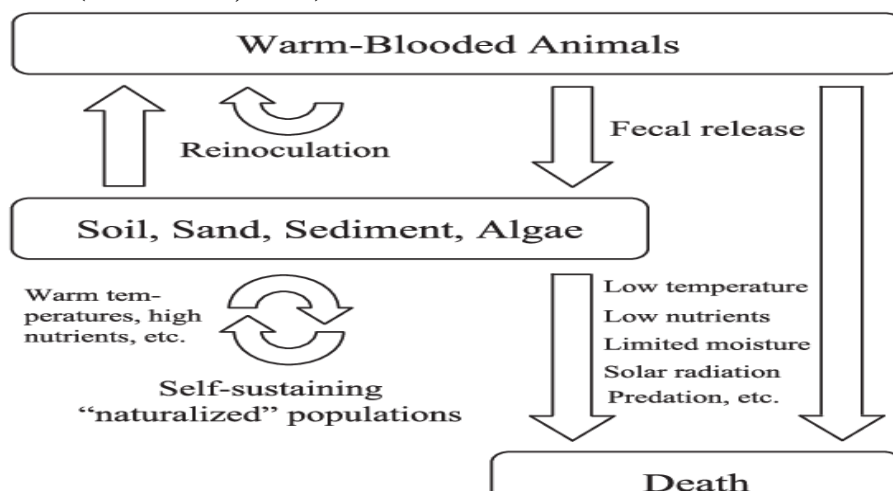 Warm-Blooded Animals
Reinoculation
Fecal release
Soil, Sand, Sediment, Algae
Warm tem-
peratures, high
nutrients, etc.
Self-sustaining
“naturalized” populations
Low temperature
Low nutrients
Limited moisture
Solar radiation
Predation, etc.
Death